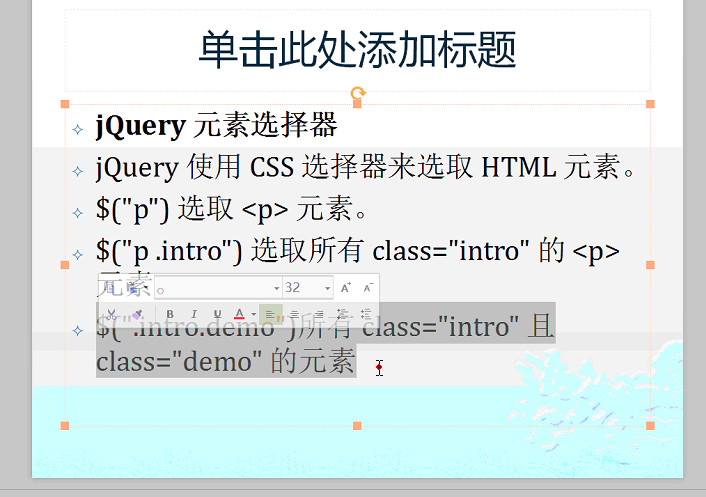 单击此处添加标题
jQuery 元素选择器
jQuery 使用 CSS 选择器来选取 HTML 元素。
$("p") 选取 <p> 元素。
$("p .intro") 选取所有 class="intro" 的 <p>
元素。
32 A A
B I U A
$(".intro.demo")所有 class="intro" 且
class="demo" 的元素